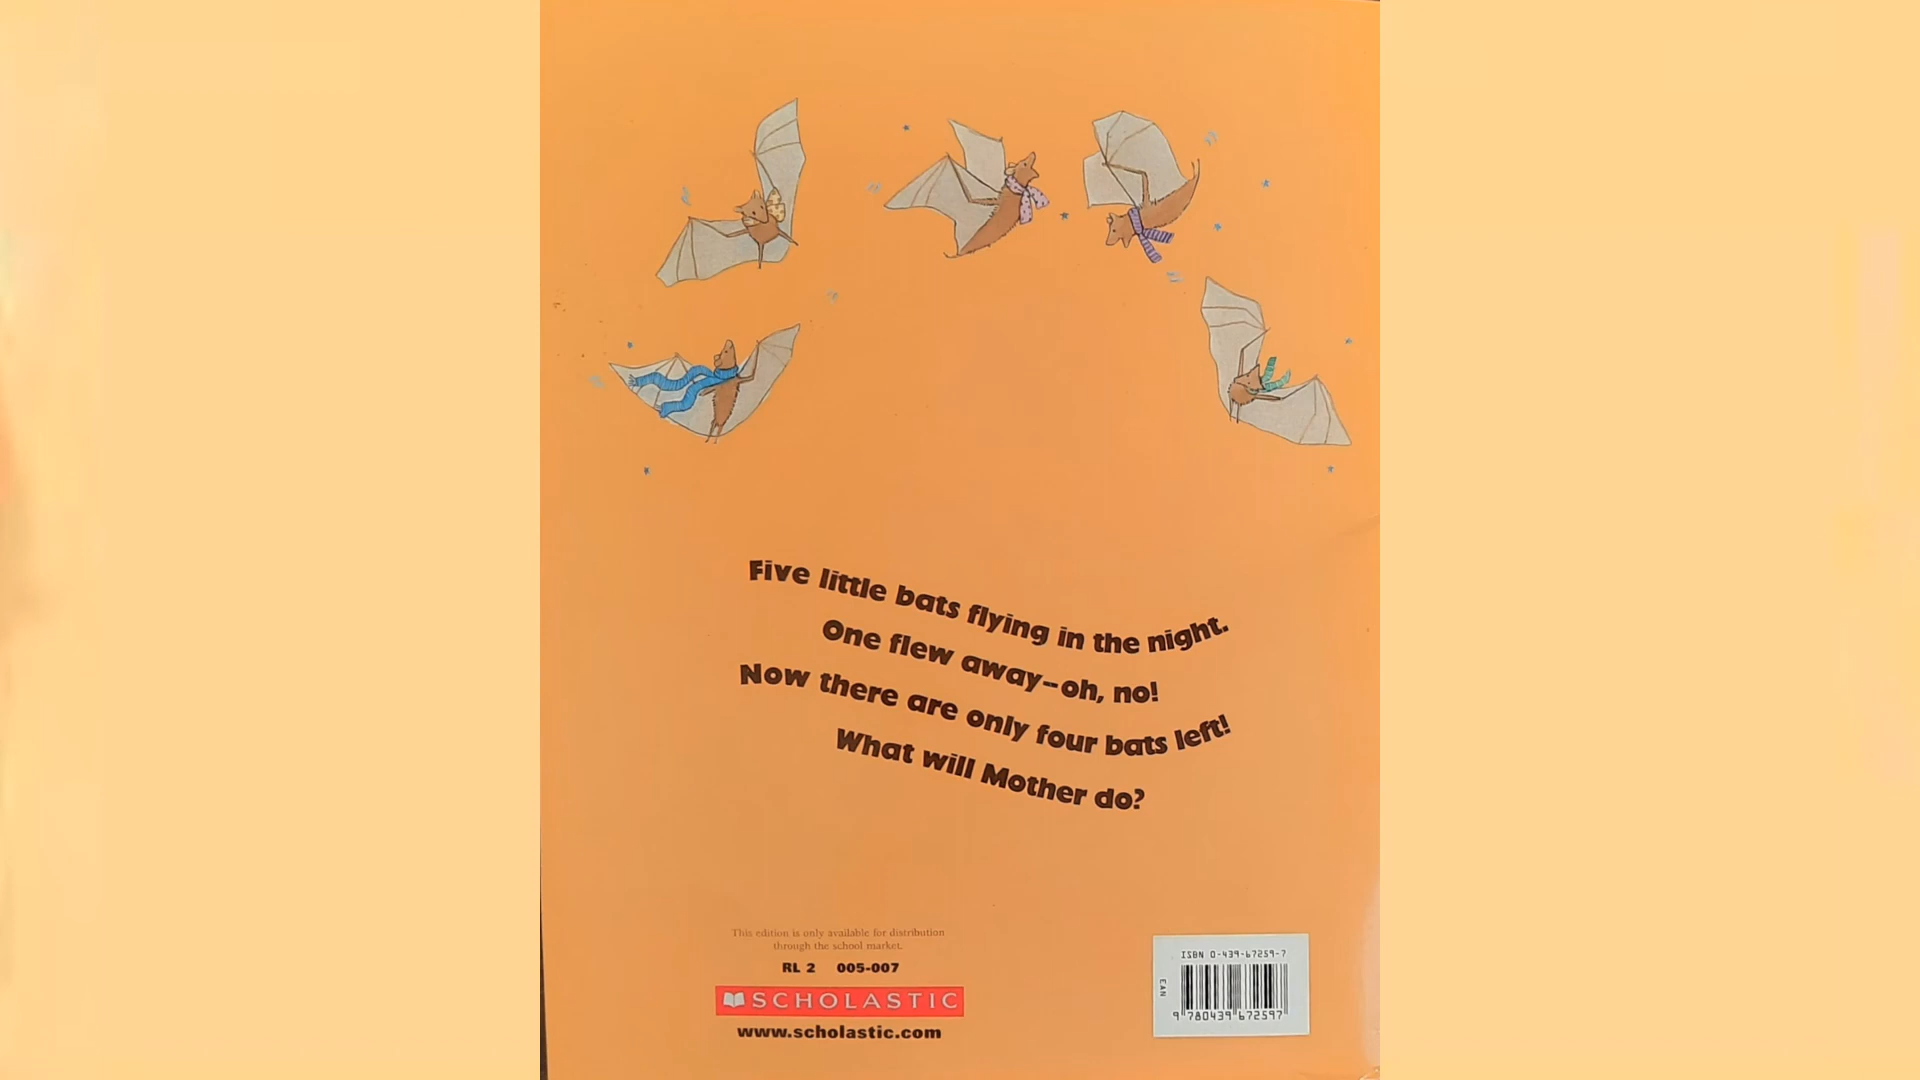 Five little bats flying in the night.
One flew away--oh, no!
Now there are only four bats left!
What will Mother do?
This edition is only available for distribution
through the school market.
RL 2 005-007
SCHOLASTIC
www.scholastic.com
ISBN 0-439-67259-7
EAN
9 780439 672597